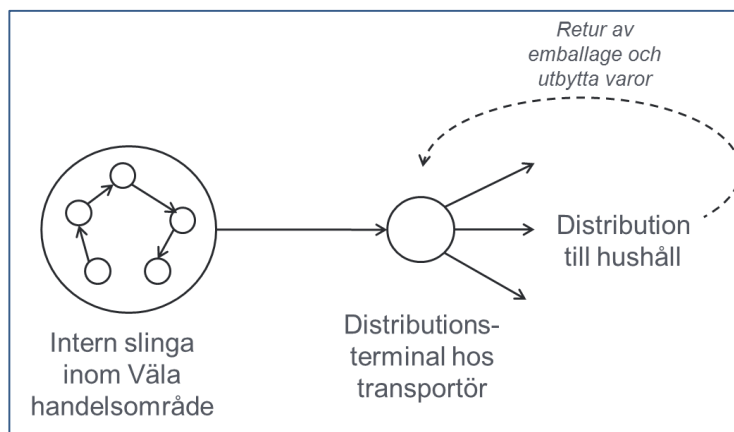 Retur av
emballage och
utbytta varor
Distribution
till hushåll
Distributions-
terminal hos
transportör
Intern slinga
inom Väla
handelsområde